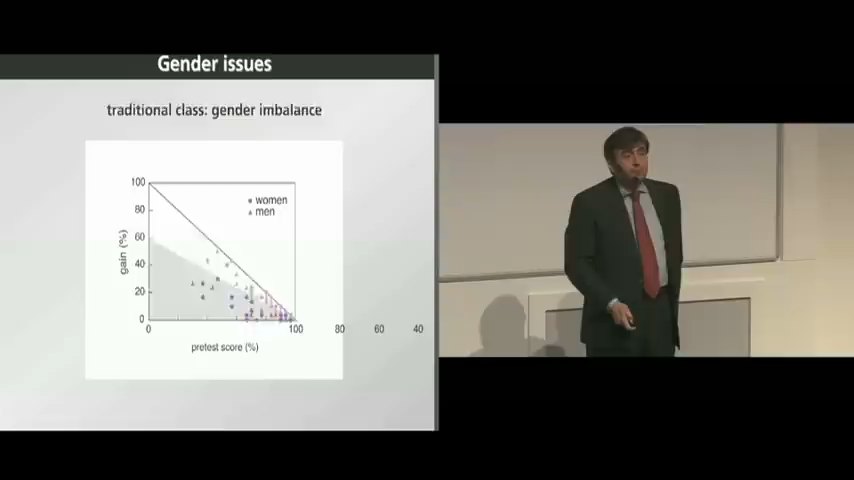 Gender issues
traditional class: gender imbalance
100
80
60
40
20
0
gain (%)
women
men
0
100
80
60
40
pretest score (%)